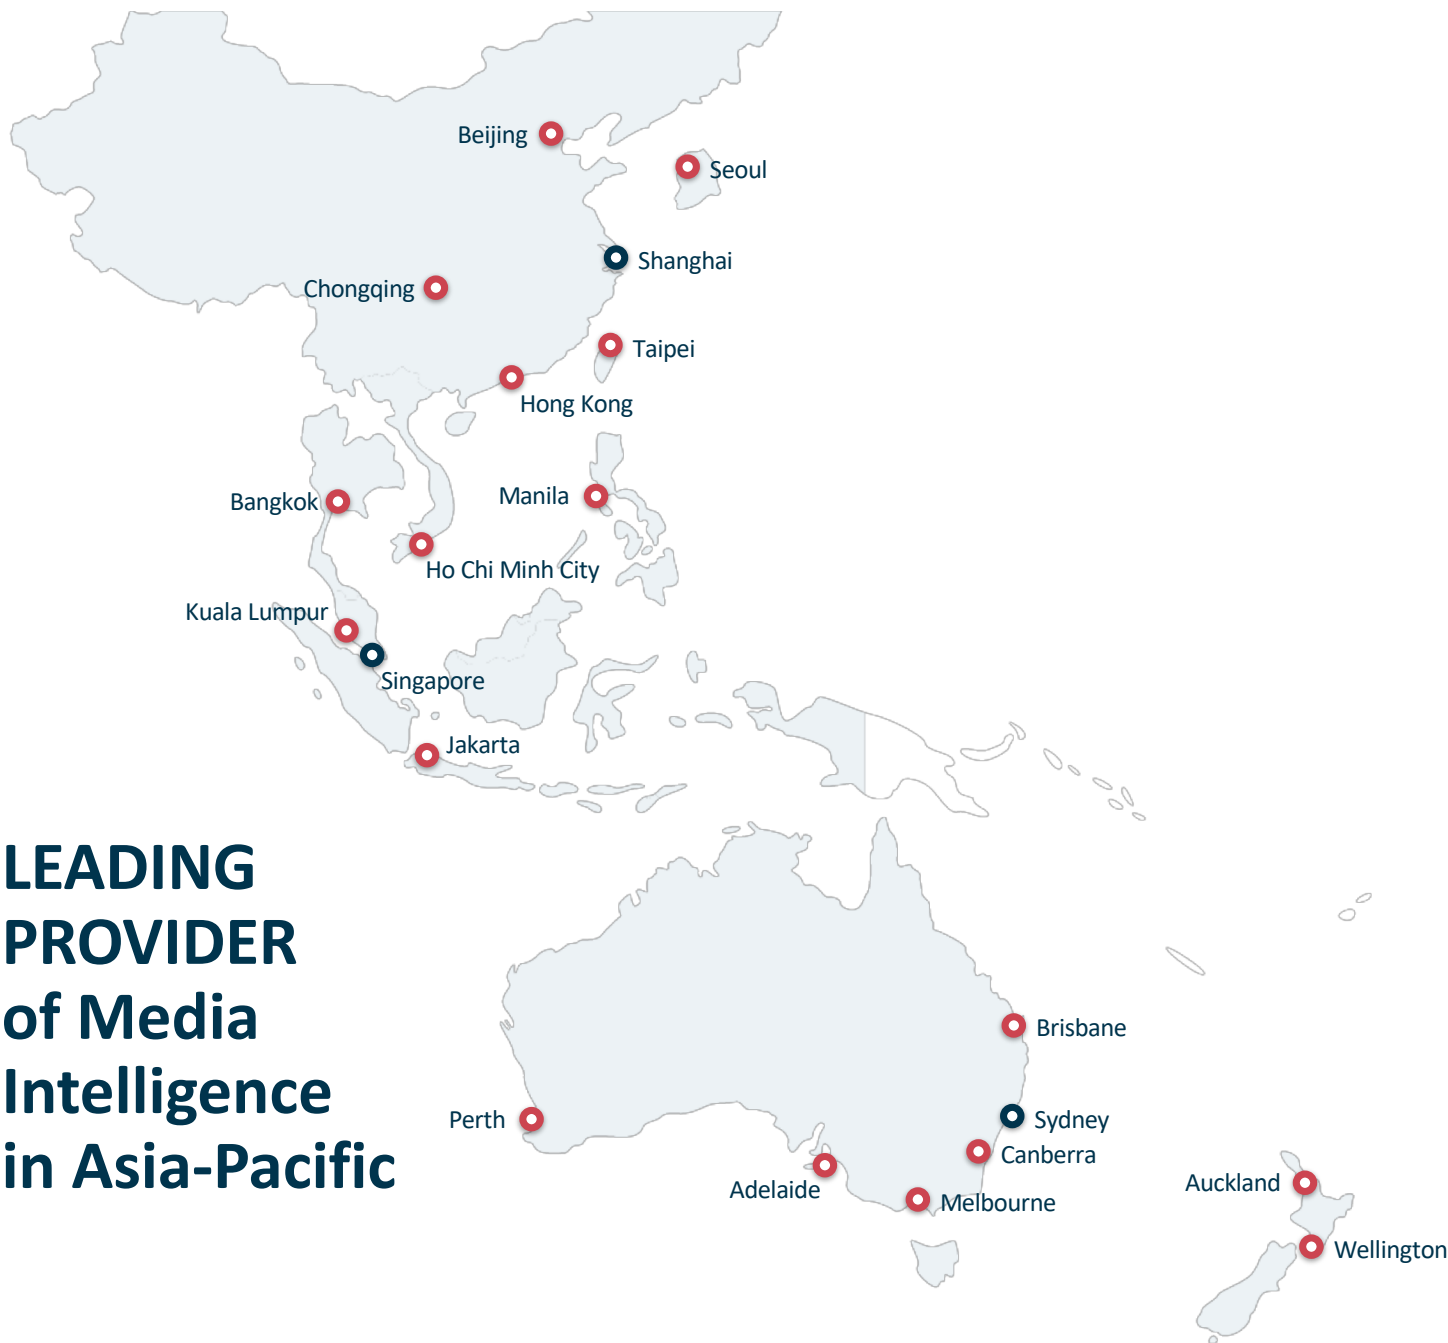 Beijing
Seoul
Shanghai
Chongqing
Taipei
Hong Kong
Bangkok
Manila
Ho Chi Minh City
Kuala Lumpur
Singapore
Jakarta
LEADING
PROVIDER
of Media
Intelligence
in Asia-Pacific
Brisbane
Perth
Sydney
Canberra
Adelaide
Melbourne
Auckland
Wellington